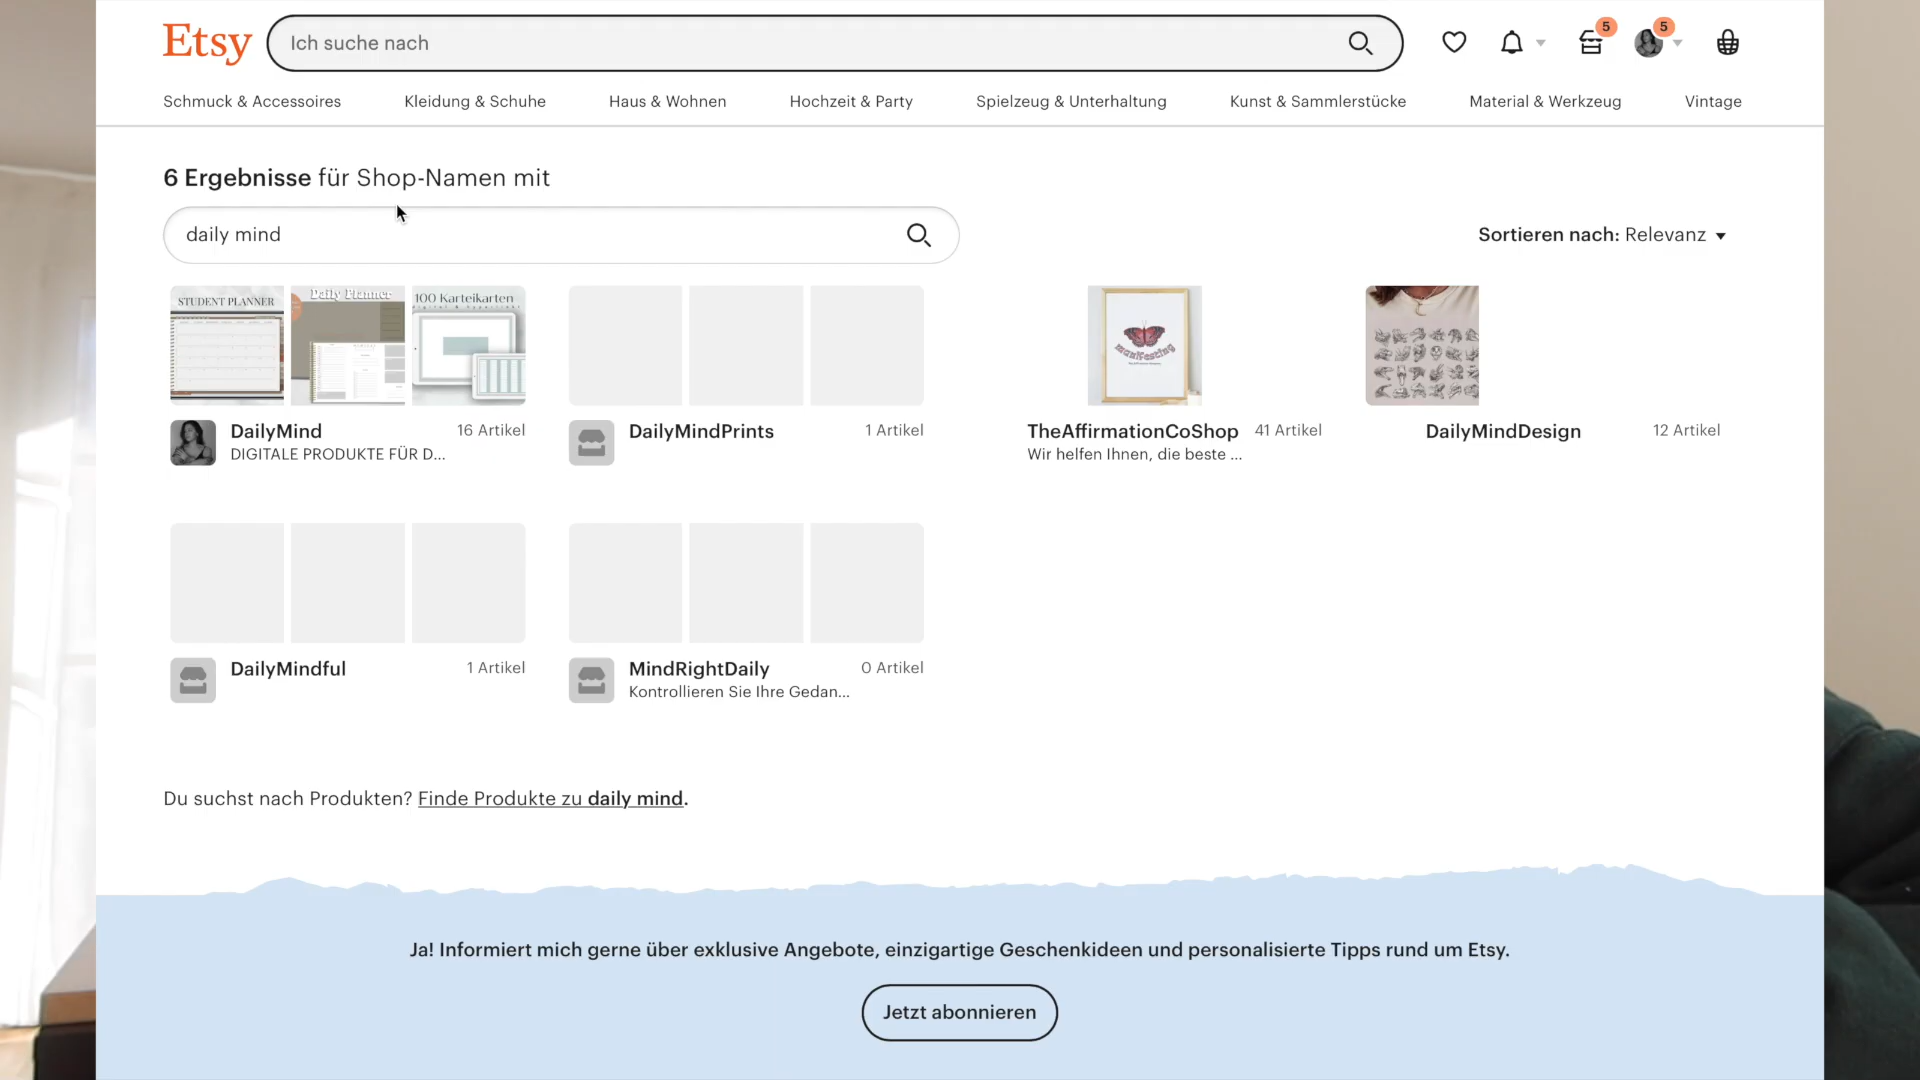 Etsy
Ich suche nach
5
5
Schmuck & Accessoires
Kleidung & Schuhe
Haus & Wohnen
Hochzeit & Party
Spielzeug & Unterhaltung
Kunst & Sammlerstücke
Material & Werkzeug
Vintage
6 Ergebnisse für Shop-Namen mit
daily mind
Sortieren nach: Relevanz
STUDENT PLANNER
Daily Planner
100 Karteikarten
manifesting
DailyMind
16 Artikel
DIGITALE PRODUKTE FÜR D...
DailyMindPrints
1 Artikel
TheAffirmationCoShop
41 Artikel
Wir helfen Ihnen, die beste ...
DailyMindDesign
12 Artikel
DailyMindful
1 Artikel
MindRightDaily
0 Artikel
Kontrollieren Sie Ihre Gedan...
Du suchst nach Produkten? Finde Produkte zu daily mind.
Ja! Informiert mich gerne über exklusive Angebote, einzigartige Geschenkideen und personalisierte Tipps rund um Etsy.
Jetzt abonnieren